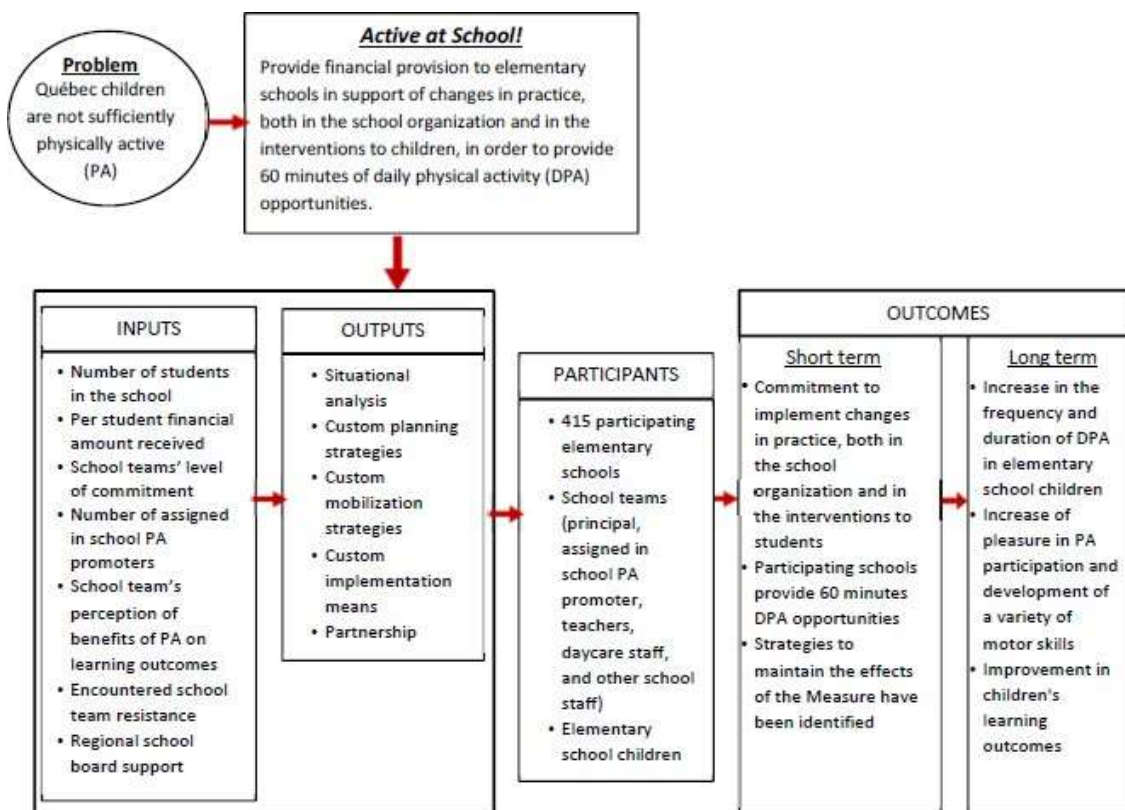 Problem
Québec children
are not sufficiently
physically active
(PA)
Active at School!
Provide financial provision to elementary
schools in support of changes in practice,
both in the school organization and in the
interventions to children, in order to provide
60 minutes of daily physical activity (DPA)
opportunities.
INPUTS
• Number of students
in the school
• Per student financial
amount received
• School teams' level
of commitment
• Number of assigned
in school PA
promoters
• School team's
perception of
benefits of PA on
learning outcomes
• Encountered school
team resistance
• Regional school
board support
OUTPUTS
• Situational
analysis
• Custom planning
strategies
• Custom
mobilization
strategies
• Custom
implementation
means
• Partnership
PARTICIPANTS
• 415 participating
elementary
schools
• School teams
(principal,
assigned in
school PA
promoter,
teachers,
daycare staff,
and other school
staff)
• Elementary
school children
OUTCOMES
Short term
• Commitment to
implement changes
in practice, both in
the school
organization and in
the interventions to
students
• Participating schools
provide 60 minutes
DPA opportunities
• Strategies to
maintain the effects
of the Measure have
been identified
Long term
• Increase in the
frequency and
duration of DPA
in elementary
school children
• Increase of
pleasure in PA
participation and
development of
a variety of
motor skills
• Improvement in
children's
learning
outcomes